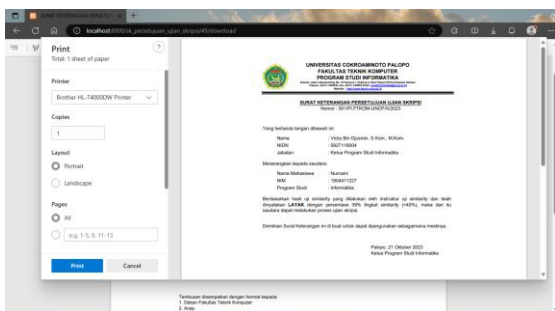 SURAT KETERANGAN PERSETU
localhost:8000/sk_persetujuan_ujian_skripsi/49/download
Print
?
Total: 1 sheet of paper
Printer
Brother HL-T4000DW Printer
Copies
1
Layout
Portrait
Landscape
Pages
All
e.g. 1-5, 8, 11-13
Print
Cancel
UNIVERSITAS COKROAMINOTO PALOPO
FAKULTAS TEKNIK KOMPUTER
PROGRAM STUDI INFORMATIKA
SURAT KETERANGAN PERSETUJUAN UJIAN SKRIPSI
Yang bertanda tangan dibawah ini:
Nama : Vicky Bin Djusmin, S.Kom., M.Kom.
NIDN : 0927118804
Jabatan : Ketua Program Studi Informatika
Menerangkan kepada saudara:
Nama Mahasiswa : Nurnaini
NIM : 1904411227
Program Studi : Informatika
Berdasarkan hasil uji similarity yang dilakukan oleh instruktur uji similarity dan telah
dinyatakan LAYAK dengan persentase 39% tingkat similarity (<40%), maka dari itu
saudara dapat melakukan proses ujian skripsi.
Demikian Surat Keterangan ini di buat untuk dapat dipergunakan sebagaimana mestinya.
Palopo, 21 Oktober 2023
Ketua Program Studi Informatika
Tembusan disampaikan dengan hormat kepada:
1. Dekan Fakultas Teknik Komputer
2. Arsip